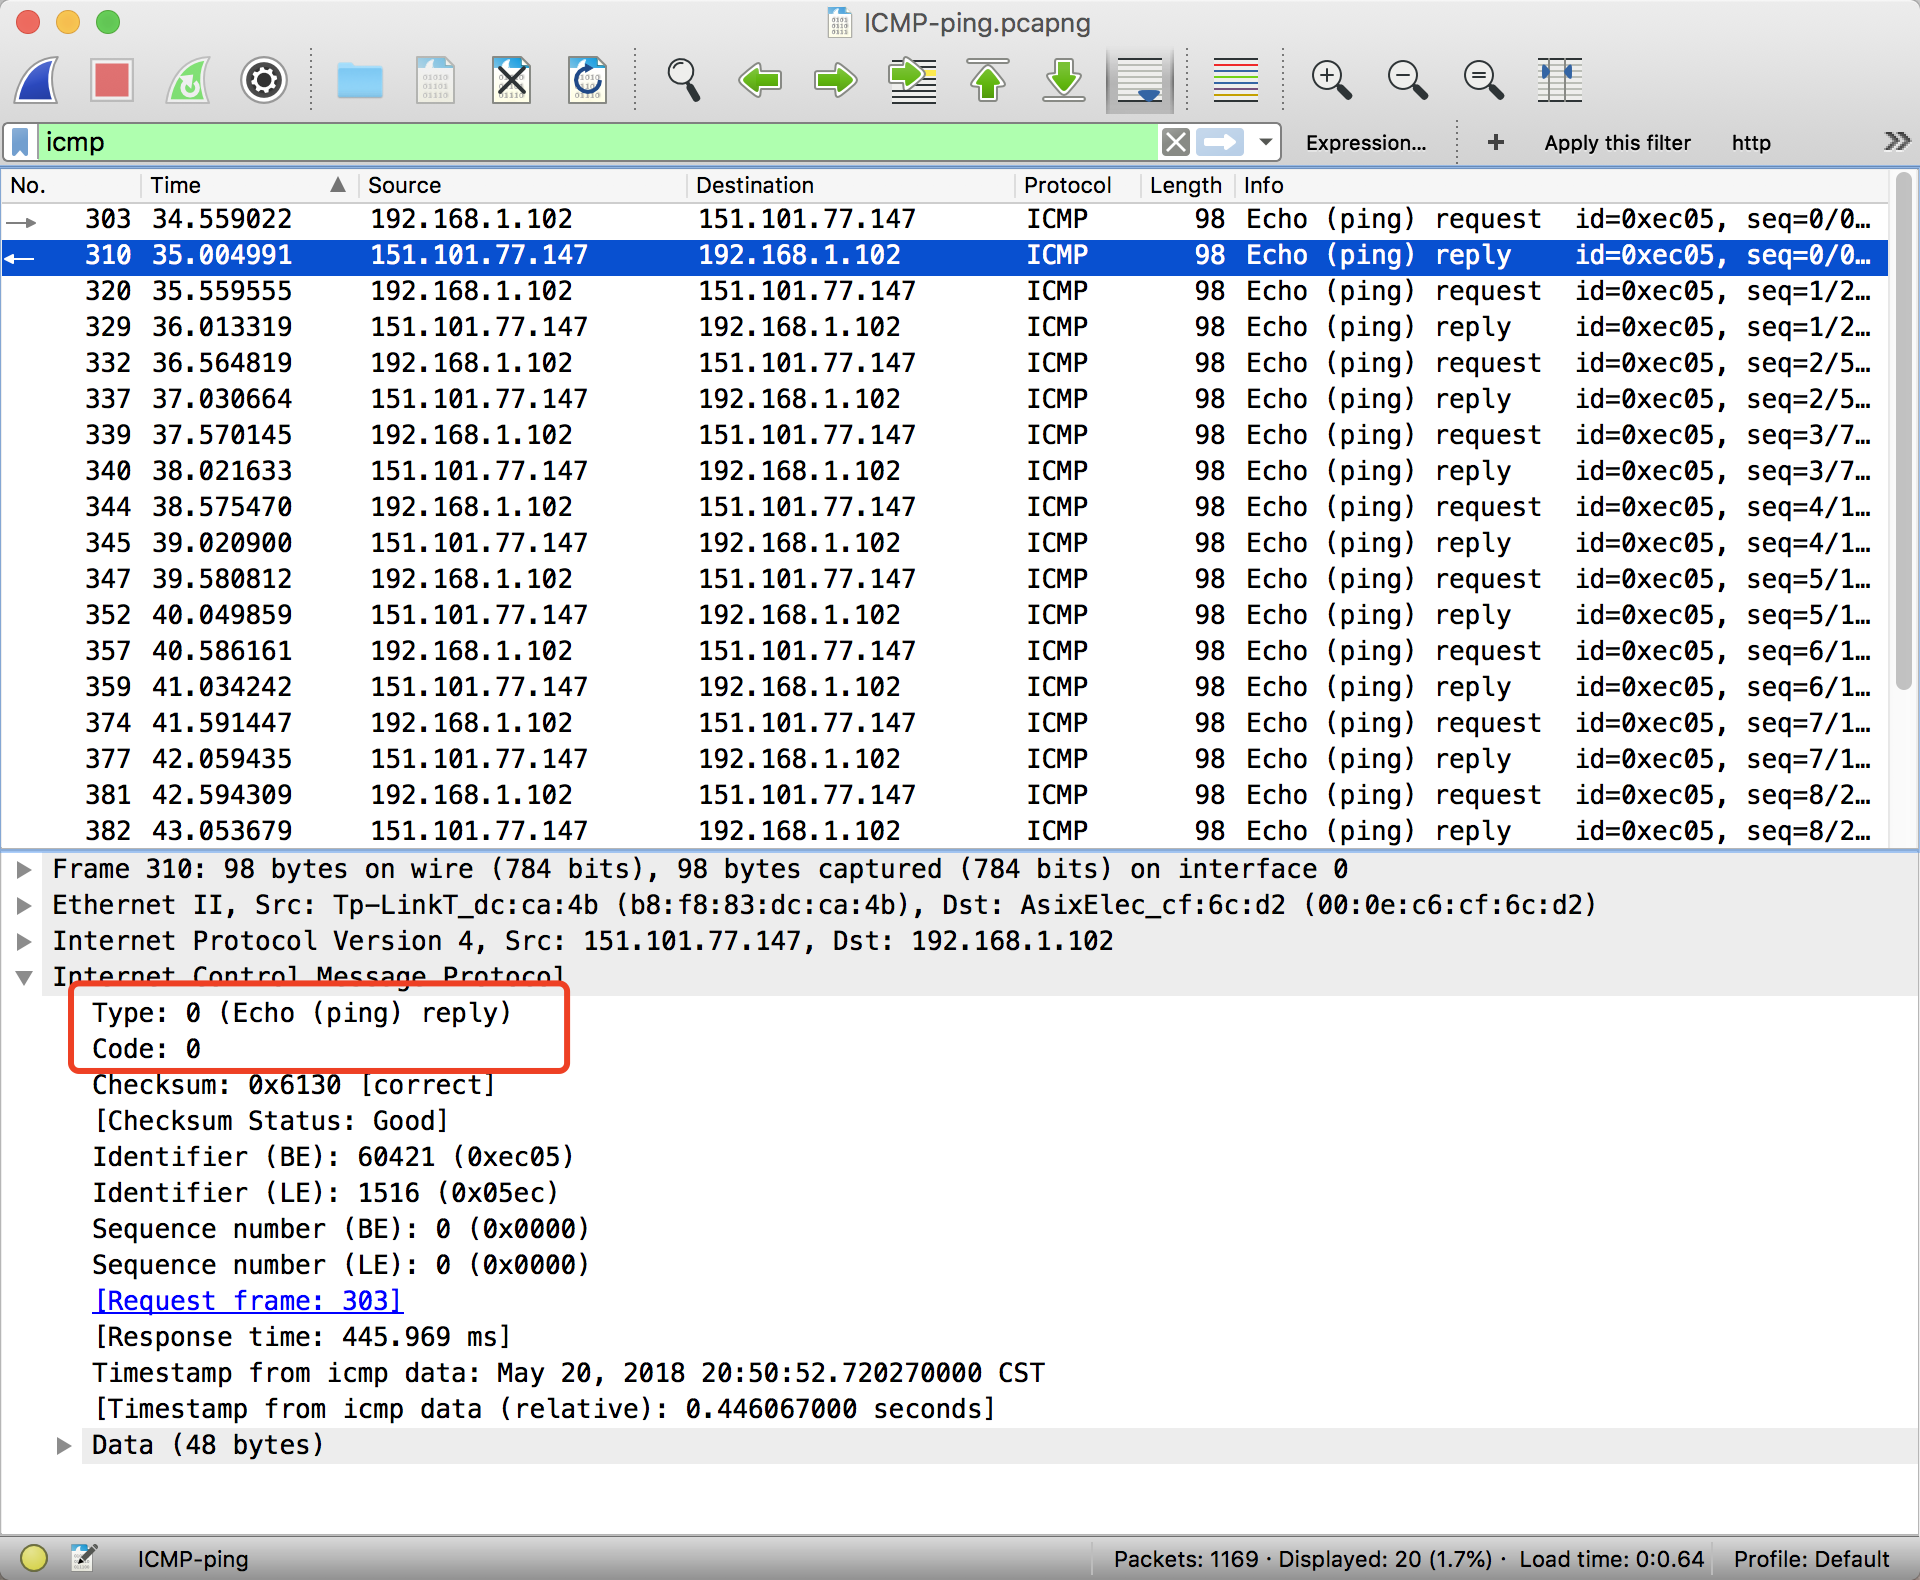 ICMP-ping.pcapng
icmp Expression... + Apply this filter http
No. Time Source Destination Protocol Length Info
303 34.559022 192.168.1.102 151.101.77.147 ICMP 98 Echo (ping) request id=0xec05, seq=0/0…
310 35.004991 151.101.77.147 192.168.1.102 ICMP 98 Echo (ping) reply id=0xec05, seq=0/0…
320 35.559555 192.168.1.102 151.101.77.147 ICMP 98 Echo (ping) request id=0xec05, seq=1/2…
329 36.013319 151.101.77.147 192.168.1.102 ICMP 98 Echo (ping) reply id=0xec05, seq=1/2…
332 36.564819 192.168.1.102 151.101.77.147 ICMP 98 Echo (ping) request id=0xec05, seq=2/5…
337 37.030664 151.101.77.147 192.168.1.102 ICMP 98 Echo (ping) reply id=0xec05, seq=2/5…
339 37.570145 192.168.1.102 151.101.77.147 ICMP 98 Echo (ping) request id=0xec05, seq=3/7…
340 38.021633 151.101.77.147 192.168.1.102 ICMP 98 Echo (ping) reply id=0xec05, seq=3/7…
344 38.575470 192.168.1.102 151.101.77.147 ICMP 98 Echo (ping) request id=0xec05, seq=4/1…
345 39.020900 151.101.77.147 192.168.1.102 ICMP 98 Echo (ping) reply id=0xec05, seq=4/1…
347 39.580812 192.168.1.102 151.101.77.147 ICMP 98 Echo (ping) request id=0xec05, seq=5/1…
352 40.049859 151.101.77.147 192.168.1.102 ICMP 98 Echo (ping) reply id=0xec05, seq=5/1…
357 40.586161 192.168.1.102 151.101.77.147 ICMP 98 Echo (ping) request id=0xec05, seq=6/1…
359 41.034242 151.101.77.147 192.168.1.102 ICMP 98 Echo (ping) reply id=0xec05, seq=6/1…
374 41.591447 192.168.1.102 151.101.77.147 ICMP 98 Echo (ping) request id=0xec05, seq=7/1…
377 42.059435 151.101.77.147 192.168.1.102 ICMP 98 Echo (ping) reply id=0xec05, seq=7/1…
381 42.594309 192.168.1.102 151.101.77.147 ICMP 98 Echo (ping) request id=0xec05, seq=8/2…
382 43.053679 151.101.77.147 192.168.1.102 ICMP 98 Echo (ping) reply id=0xec05, seq=8/2…
Frame 310: 98 bytes on wire (784 bits), 98 bytes captured (784 bits) on interface 0
Ethernet II, Src: Tp-LinkT_dc:ca:4b (b8:f8:83:dc:ca:4b), Dst: AsixElec_cf:6c:d2 (00:0e:c6:cf:6c:d2)
Internet Protocol Version 4, Src: 151.101.77.147, Dst: 192.168.1.102
Internet Control Message Protocol
Type: 0 (Echo (ping) reply)
Code: 0
Checksum: 0x6130 [correct]
[Checksum Status: Good]
Identifier (BE): 60421 (0xec05)
Identifier (LE): 1516 (0x05ec)
Sequence number (BE): 0 (0x0000)
Sequence number (LE): 0 (0x0000)
[Request frame: 303]
[Response time: 445.969 ms]
Timestamp from icmp data: May 20, 2018 20:50:52.720270000 CST
[Timestamp from icmp data (relative): 0.446067000 seconds]
Data (48 bytes)
ICMP-ping Packets: 1169 · Displayed: 20 (1.7%) · Load time: 0:0.64 Profile: Default